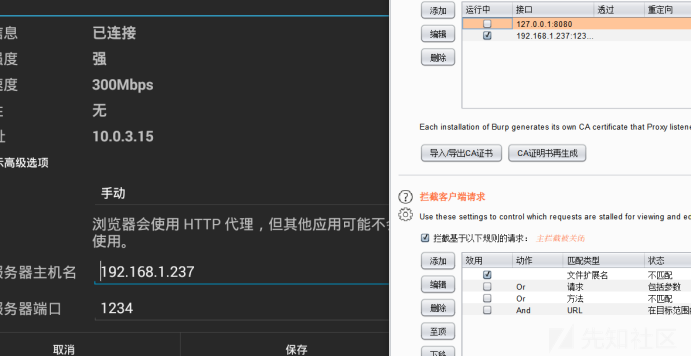 信息 已连接
强度 强
速度 300Mbps
性 无
址 10.0.3.15
示高级选项
手动
浏览器会使用 HTTP 代理，但其他应用可能不会
使用。
服务器主机名 192.168.1.237
服务器端口 1234
取消 保存
添加 运行中 接口 透过 重定向
127.0.0.1:8080
编辑 192.168.1.237:123...
删除
Each installation of Burp generates its own CA certificate that Proxy listene
导入/导出CA证书 CA证明书再生成
拦截客户端请求
Use these settings to control which requests are stalled for viewing and ed
拦截基于以下规则的请求： 主拦截被关闭
添加 效用 动作 匹配类型 状态
文件扩展名 不匹配
编辑 Or 请求 包括参数
Or 方法 不匹配
删除 And URL 在目标范围
至顶
下移
先知社区